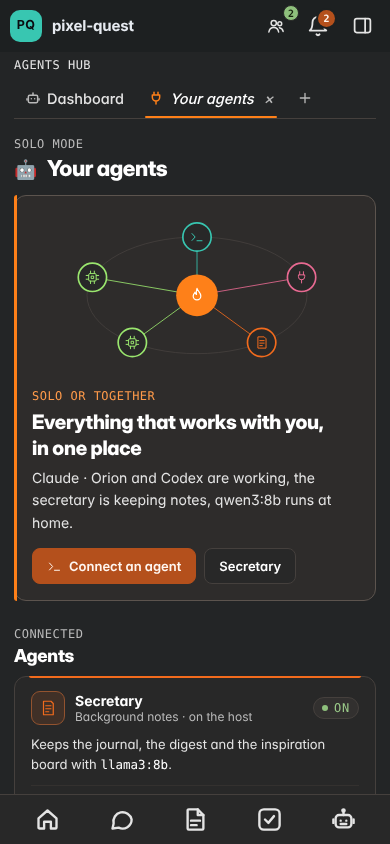 PQ pixel-quest 2 2
AGENTS HUB
Dashboard Your agents × +
SOLO MODE
Your agents
SOLO OR TOGETHER
Everything that works with you,
in one place
Claude · Orion and Codex are working, the
secretary is keeping notes, qwen3:8b runs at
home.
Connect an agent Secretary
CONNECTED
Agents
Secretary ON
Background notes · on the host
Keeps the journal, the digest and the inspiration
board with llama3:8b.